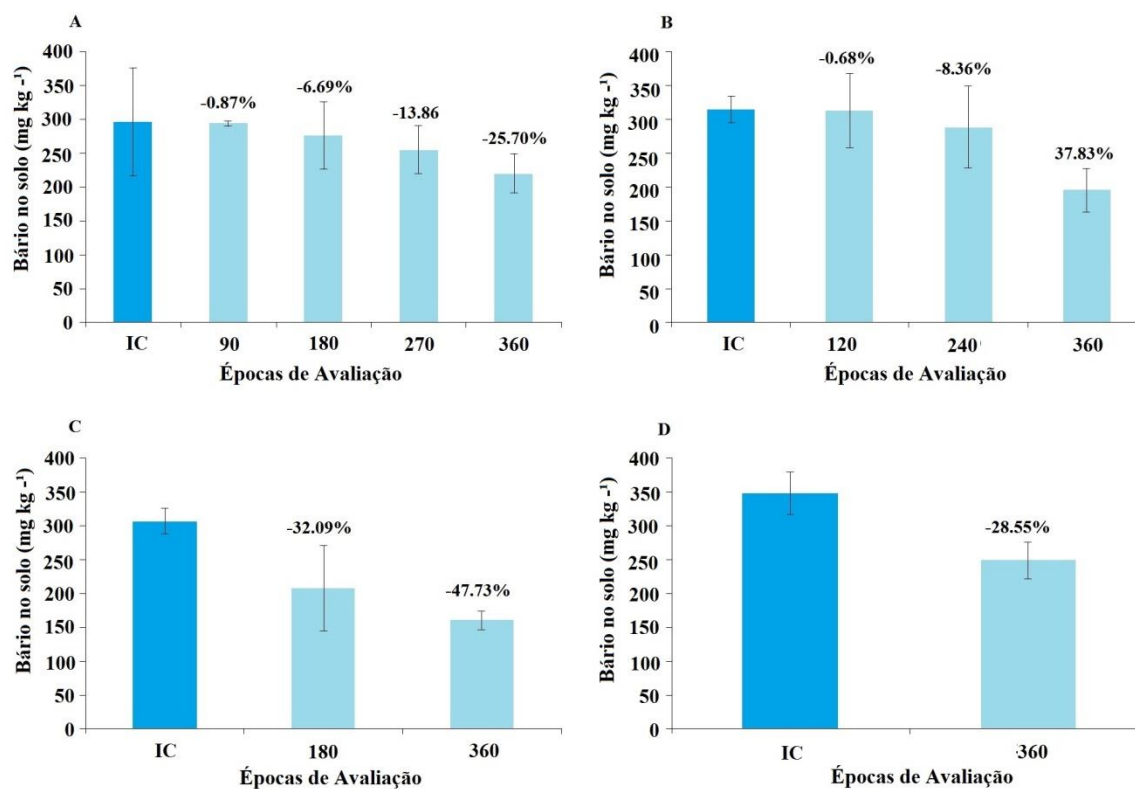 A
Bário no solo (mg kg -¹)
400
350
300
250
200
150
100
50
0
-0.87%
-6.69%
-13.86
-25.70%
IC 90 180 270 360
Épocas de Avaliação
B
Bário no solo (mg kg -¹)
400
350
300
250
200
150
100
50
0
-0.68%
-8.36%
37.83%
IC 120 240 360
Épocas de Avaliação
C
Bário no solo (mg kg -¹)
400
350
300
250
200
150
100
50
0
-32.09%
-47.73%
IC 180 360
Épocas de Avaliação
D
Bário no solo (mg kg -¹)
400
350
300
250
200
150
100
50
0
-28.55%
IC 360
Épocas de Avaliação